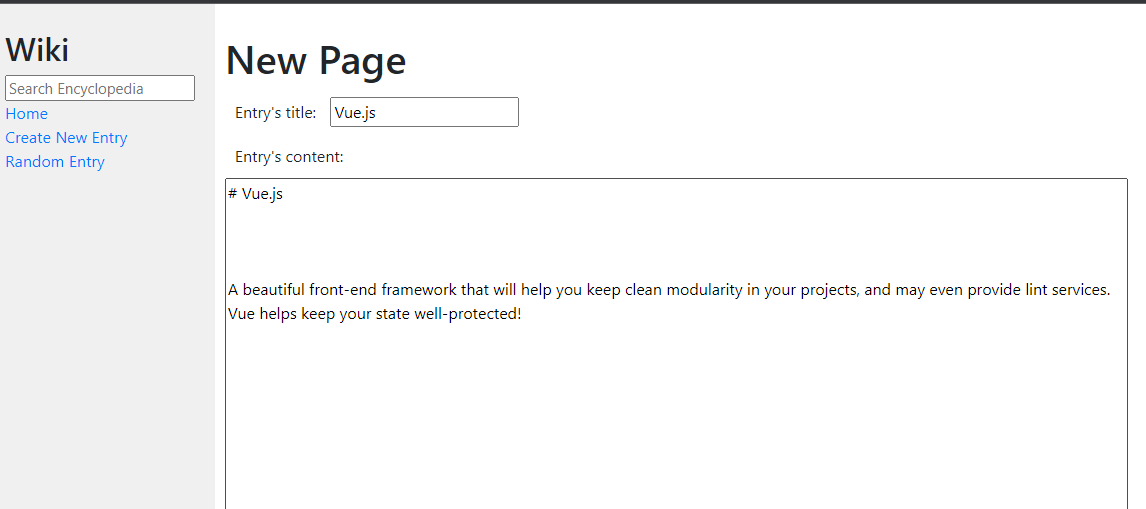 Wiki
Search Encyclopedia
Home
Create New Entry
Random Entry
New Page
Entry's title: Vue.js
Entry's content:
# Vue.js
A beautiful front-end framework that will help you keep clean modularity in your projects, and may even provide lint services.
Vue helps keep your state well-protected!